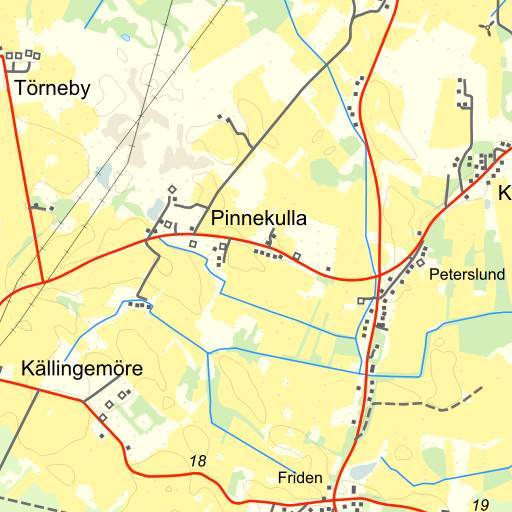 Törneby
Pinnekulla
K
Peterslund
Källingemöre
18
Friden
19